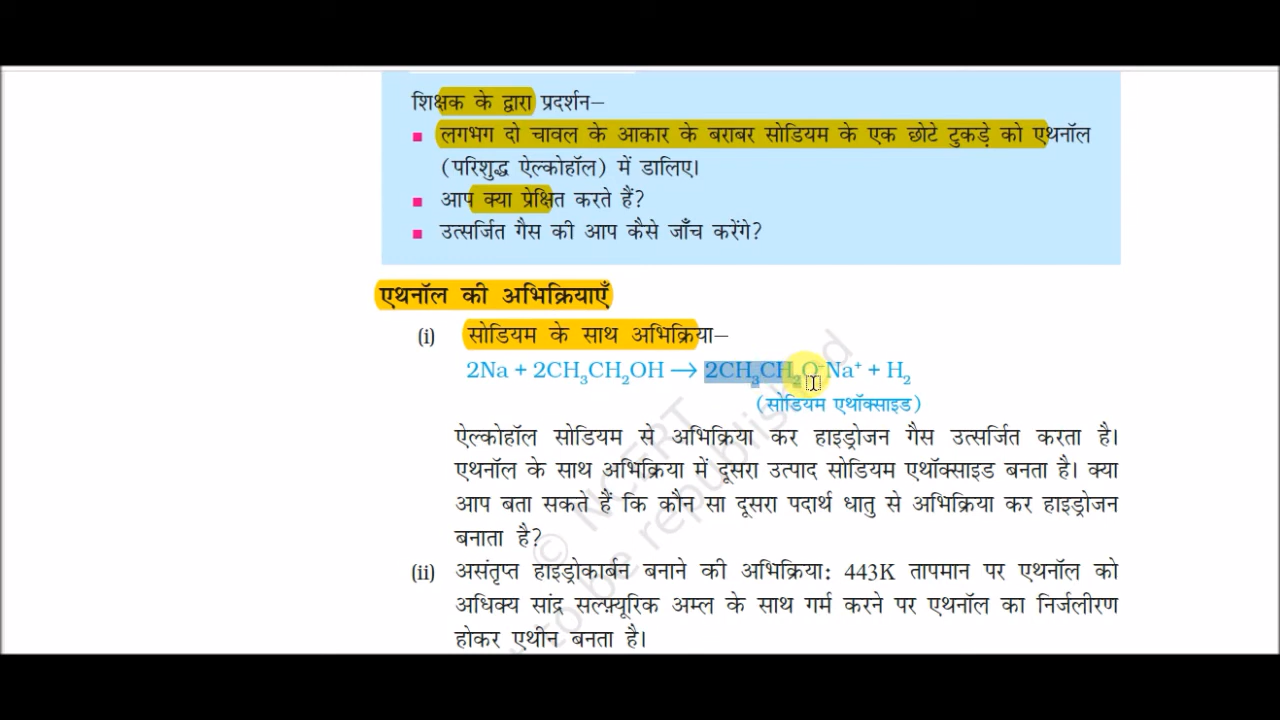 शिक्षक के द्वारा प्रदर्शन–
▪ लगभग दो चावल के आकार के बराबर सोडियम के एक छोटे टुकड़े को एथनॉल
(परिशुद्ध ऐल्कोहॉल) में डालिए।
▪ आप क्या प्रेक्षित करते हैं?
▪ उत्सर्जित गैस की आप कैसे जाँच करेंगे?
एथनॉल की अभिक्रियाएँ
(i) सोडियम के साथ अभिक्रिया–
2Na + 2CH₃CH₂OH → 2CH₃CH₂O⁻Na⁺ + H₂
(सोडियम एथॉक्साइड)
ऐल्कोहॉल सोडियम से अभिक्रिया कर हाइड्रोजन गैस उत्सर्जित करता है।
एथनॉल के साथ अभिक्रिया में दूसरा उत्पाद सोडियम एथॉक्साइड बनता है। क्या
आप बता सकते हैं कि कौन सा दूसरा पदार्थ धातु से अभिक्रिया कर हाइड्रोजन
बनाता है?
(ii) असंतृप्त हाइड्रोकार्बन बनाने की अभिक्रिया: 443K तापमान पर एथनॉल को
अधिक्य सांद्र सल्फ़्यूरिक अम्ल के साथ गर्म करने पर एथनॉल का निर्जलीरण
होकर एथीन बनता है।
© NCERT
to be republished